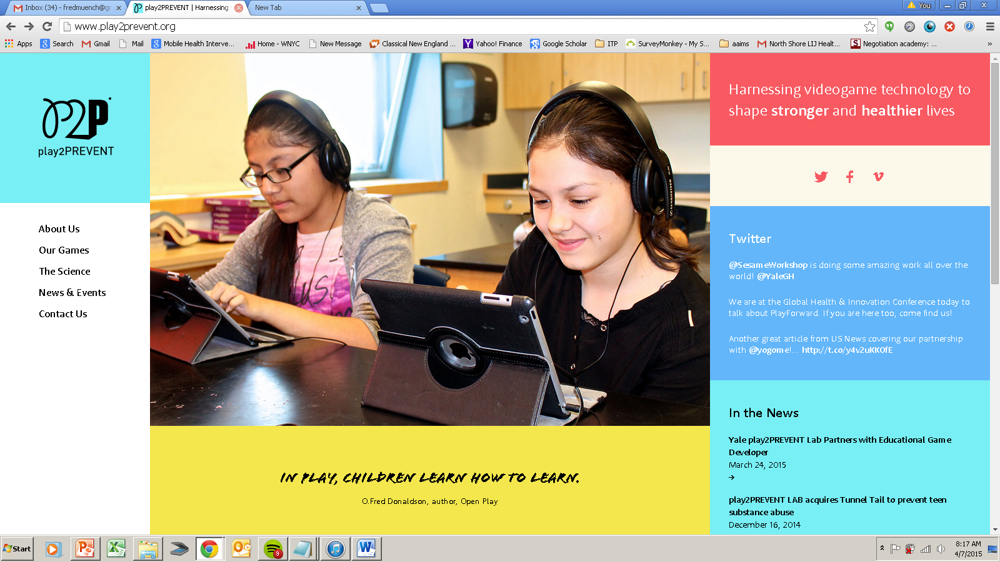 Inbox (34) - fredmuench@gr
play2PREVENT | Harnessing
New Tab
You
www.play2prevent.org
Apps
Search
Gmail
Mail
Mobile Health Interve...
Home - WNYC
New Message
Classical New England ...
Yahoo! Finance
Google Scholar
ITP
SurveyMonkey - My S...
aaims
North Shore LIJ Healt...
Negotiation academy: ...
»
P2P
play2PREVENT
About Us
Our Games
The Science
News & Events
Contact Us
IN PLAY, CHILDREN LEARN HOW TO LEARN.
O.Fred Donaldson, author, Open Play
Harnessing videogame technology to
shape stronger and healthier lives
Twitter
@SesameWorkshop is doing some amazing work all over the
world! @YaleGH
We are at the Global Health & Innovation Conference today to
talk about PlayForward. If you are here too, come find us!
Another great article from US News covering our partnership
with @yogome!... http://t.co/y4v2uKKOfE
In the News
Yale play2PREVENT Lab Partners with Educational Game
Developer
March 24, 2015
→
play2PREVENT LAB acquires Tunnel Tail to prevent teen
substance abuse
December 16, 2014
Start
9
8:17 AM
4/7/2015